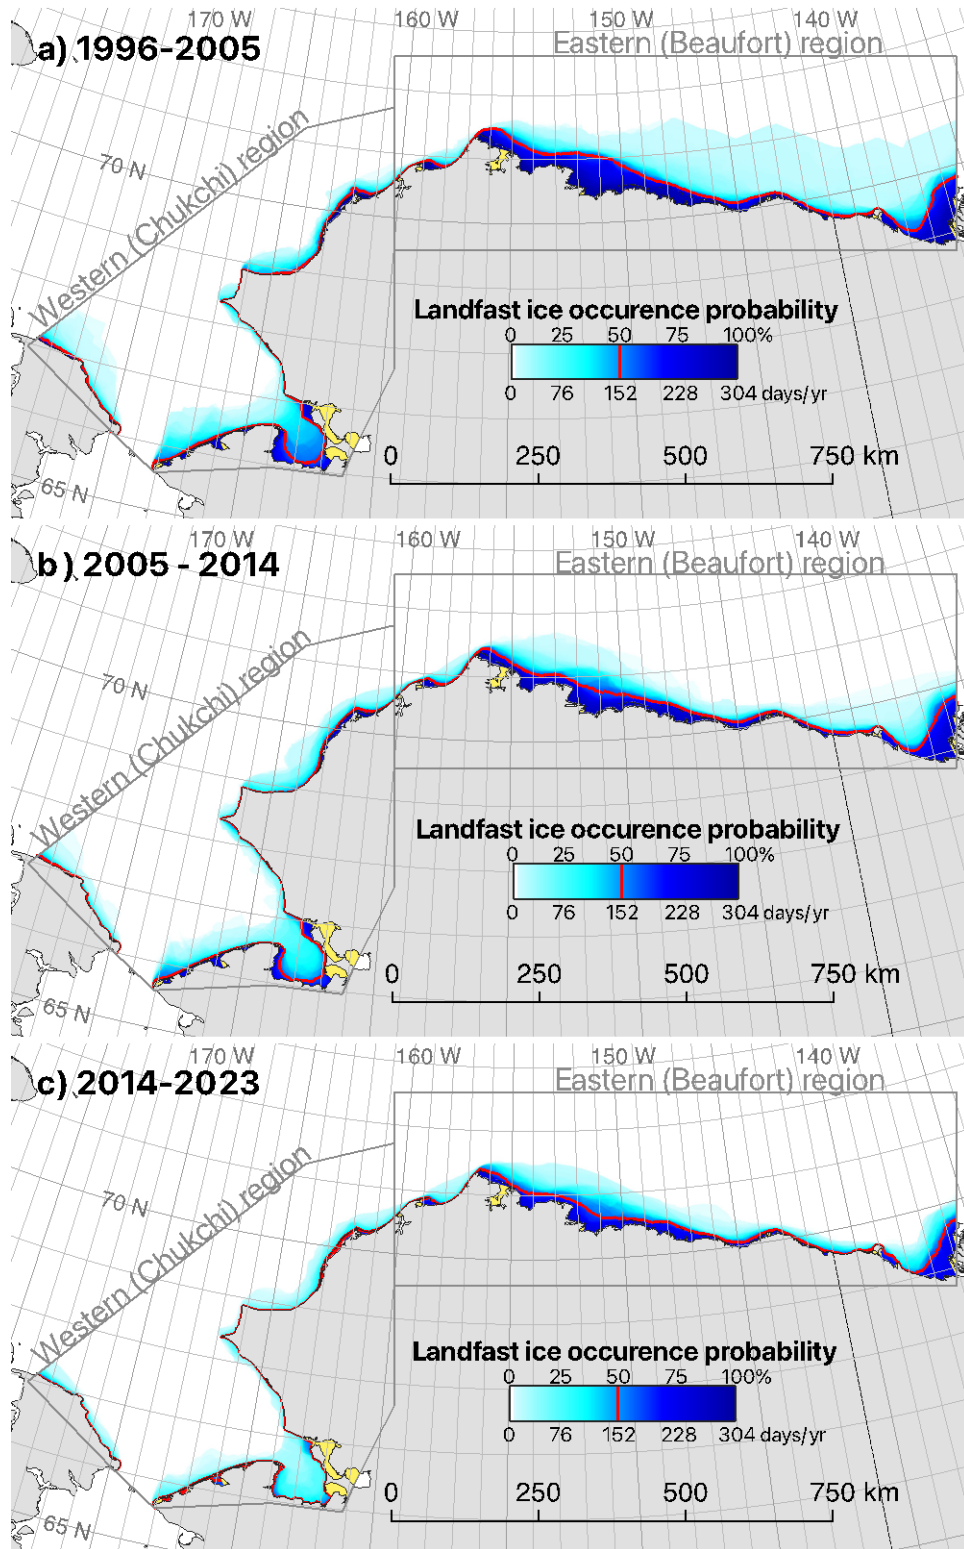 170 W 160 W 150 W 140 W
a) 1996-2005
Eastern (Beaufort) region
Western (Chukchi) region
70 N
Landfast ice occurence probability
0 25 50 75 100%
0 76 152 228 304 days/yr
0 250 500 750 km
65 N
170 W 160 W 150 W 140 W
b) 2005 - 2014
Eastern (Beaufort) region
Western (Chukchi) region
70 N
Landfast ice occurence probability
0 25 50 75 100%
0 76 152 228 304 days/yr
0 250 500 750 km
65 N
170 W 160 W 150 W 140 W
c) 2014-2023
Eastern (Beaufort) region
Western (Chukchi) region
70 N
Landfast ice occurence probability
0 25 50 75 100%
0 76 152 228 304 days/yr
0 250 500 750 km
65 N